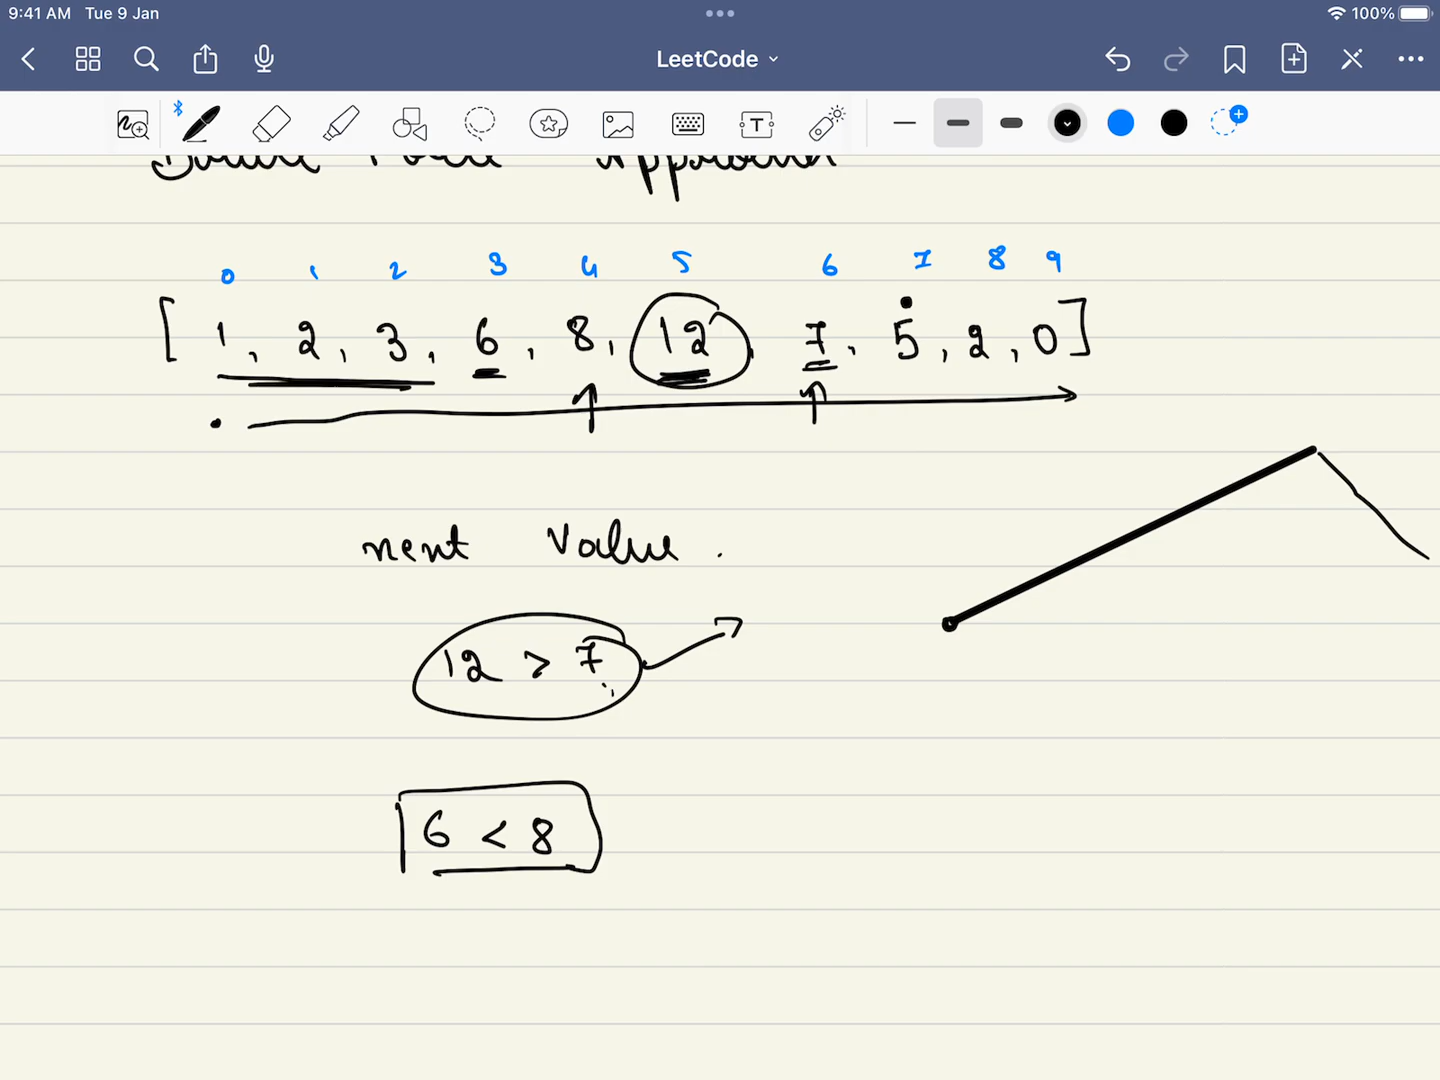 9:41 AM Tue 9 Jan
100%
LeetCode
T
Approach
0 1 2 3 4 5 6 7 8 9
[ 1, 2, 3, 6, 8, 12, 7, 5, 2, 0 ]
next value.
12 > 7
6 < 8